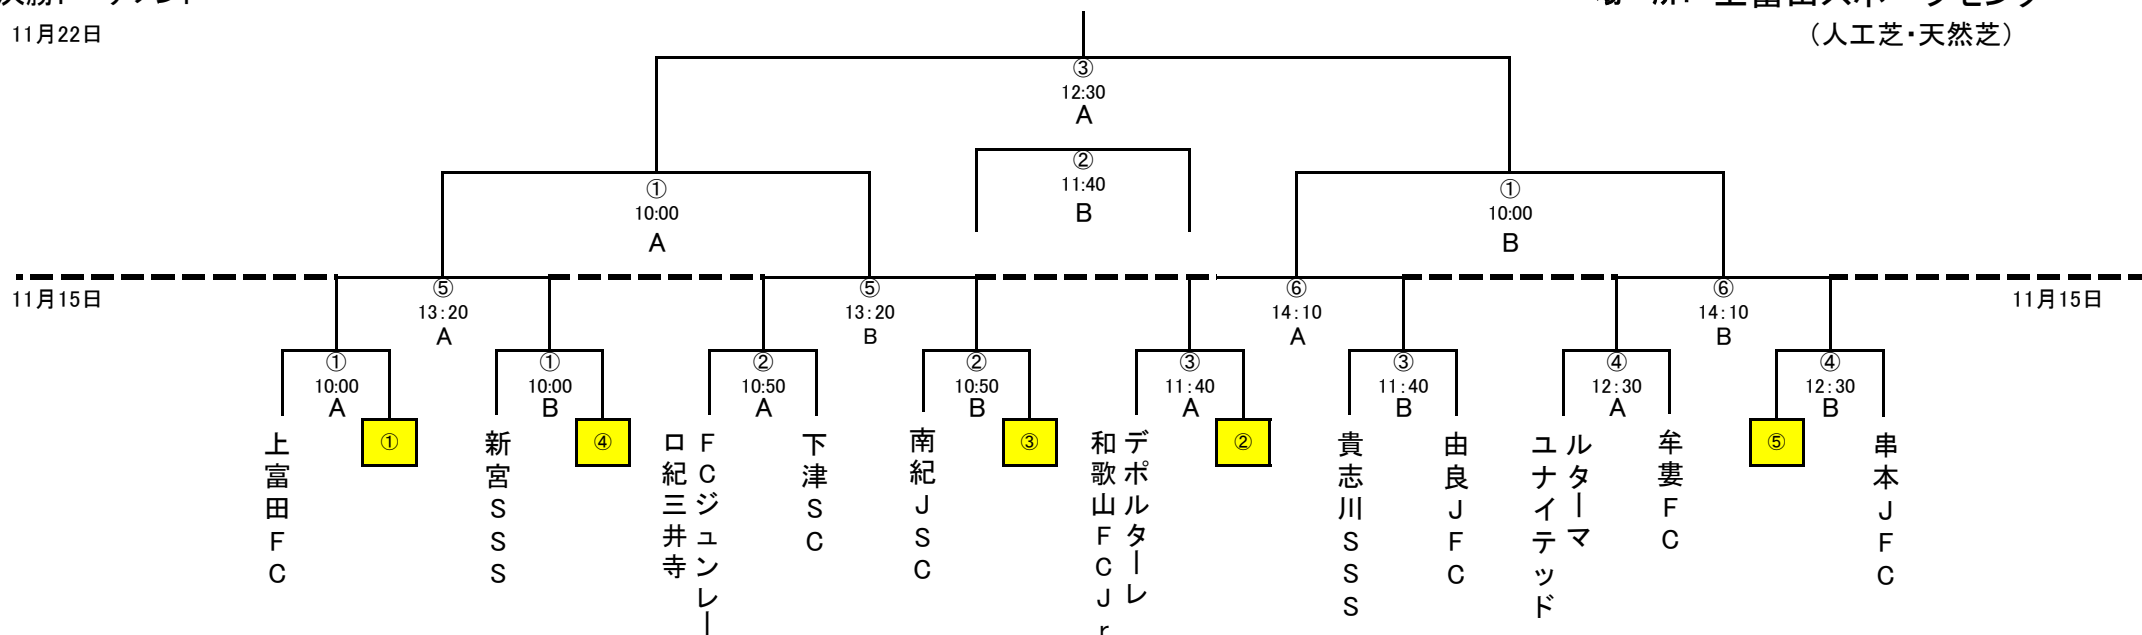 11月22日
（人工芝・天然芝）
③
12:30
A
②
11:40
B
①
10:00
A
①
10:00
B
11月15日
11月15日
⑤
13:20
A
⑤
13:20
B
⑥
14:10
A
⑥
14:10
B
①
10:00
A
①
10:00
B
②
10:50
A
②
10:50
B
③
11:40
A
③
11:40
B
④
12:30
A
④
12:30
B
上富田FC
①
新宮SSS
④
FCジュンレー
ロ紀三井寺
下津SC
南紀JSC
③
デポルターレ
和歌山FCJr
②
貴志川SSS
由良JFC
ルターマ
ユナイテッド
牟婁FC
⑤
串本JFC